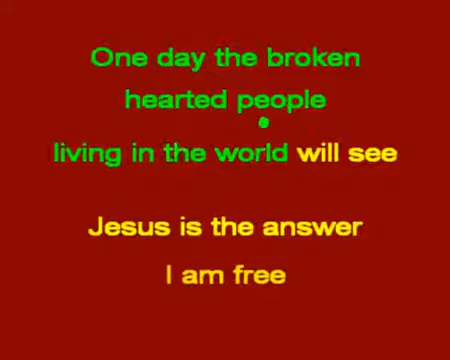 One day the broken
hearted people
living in the world will see
Jesus is the answer
I am free